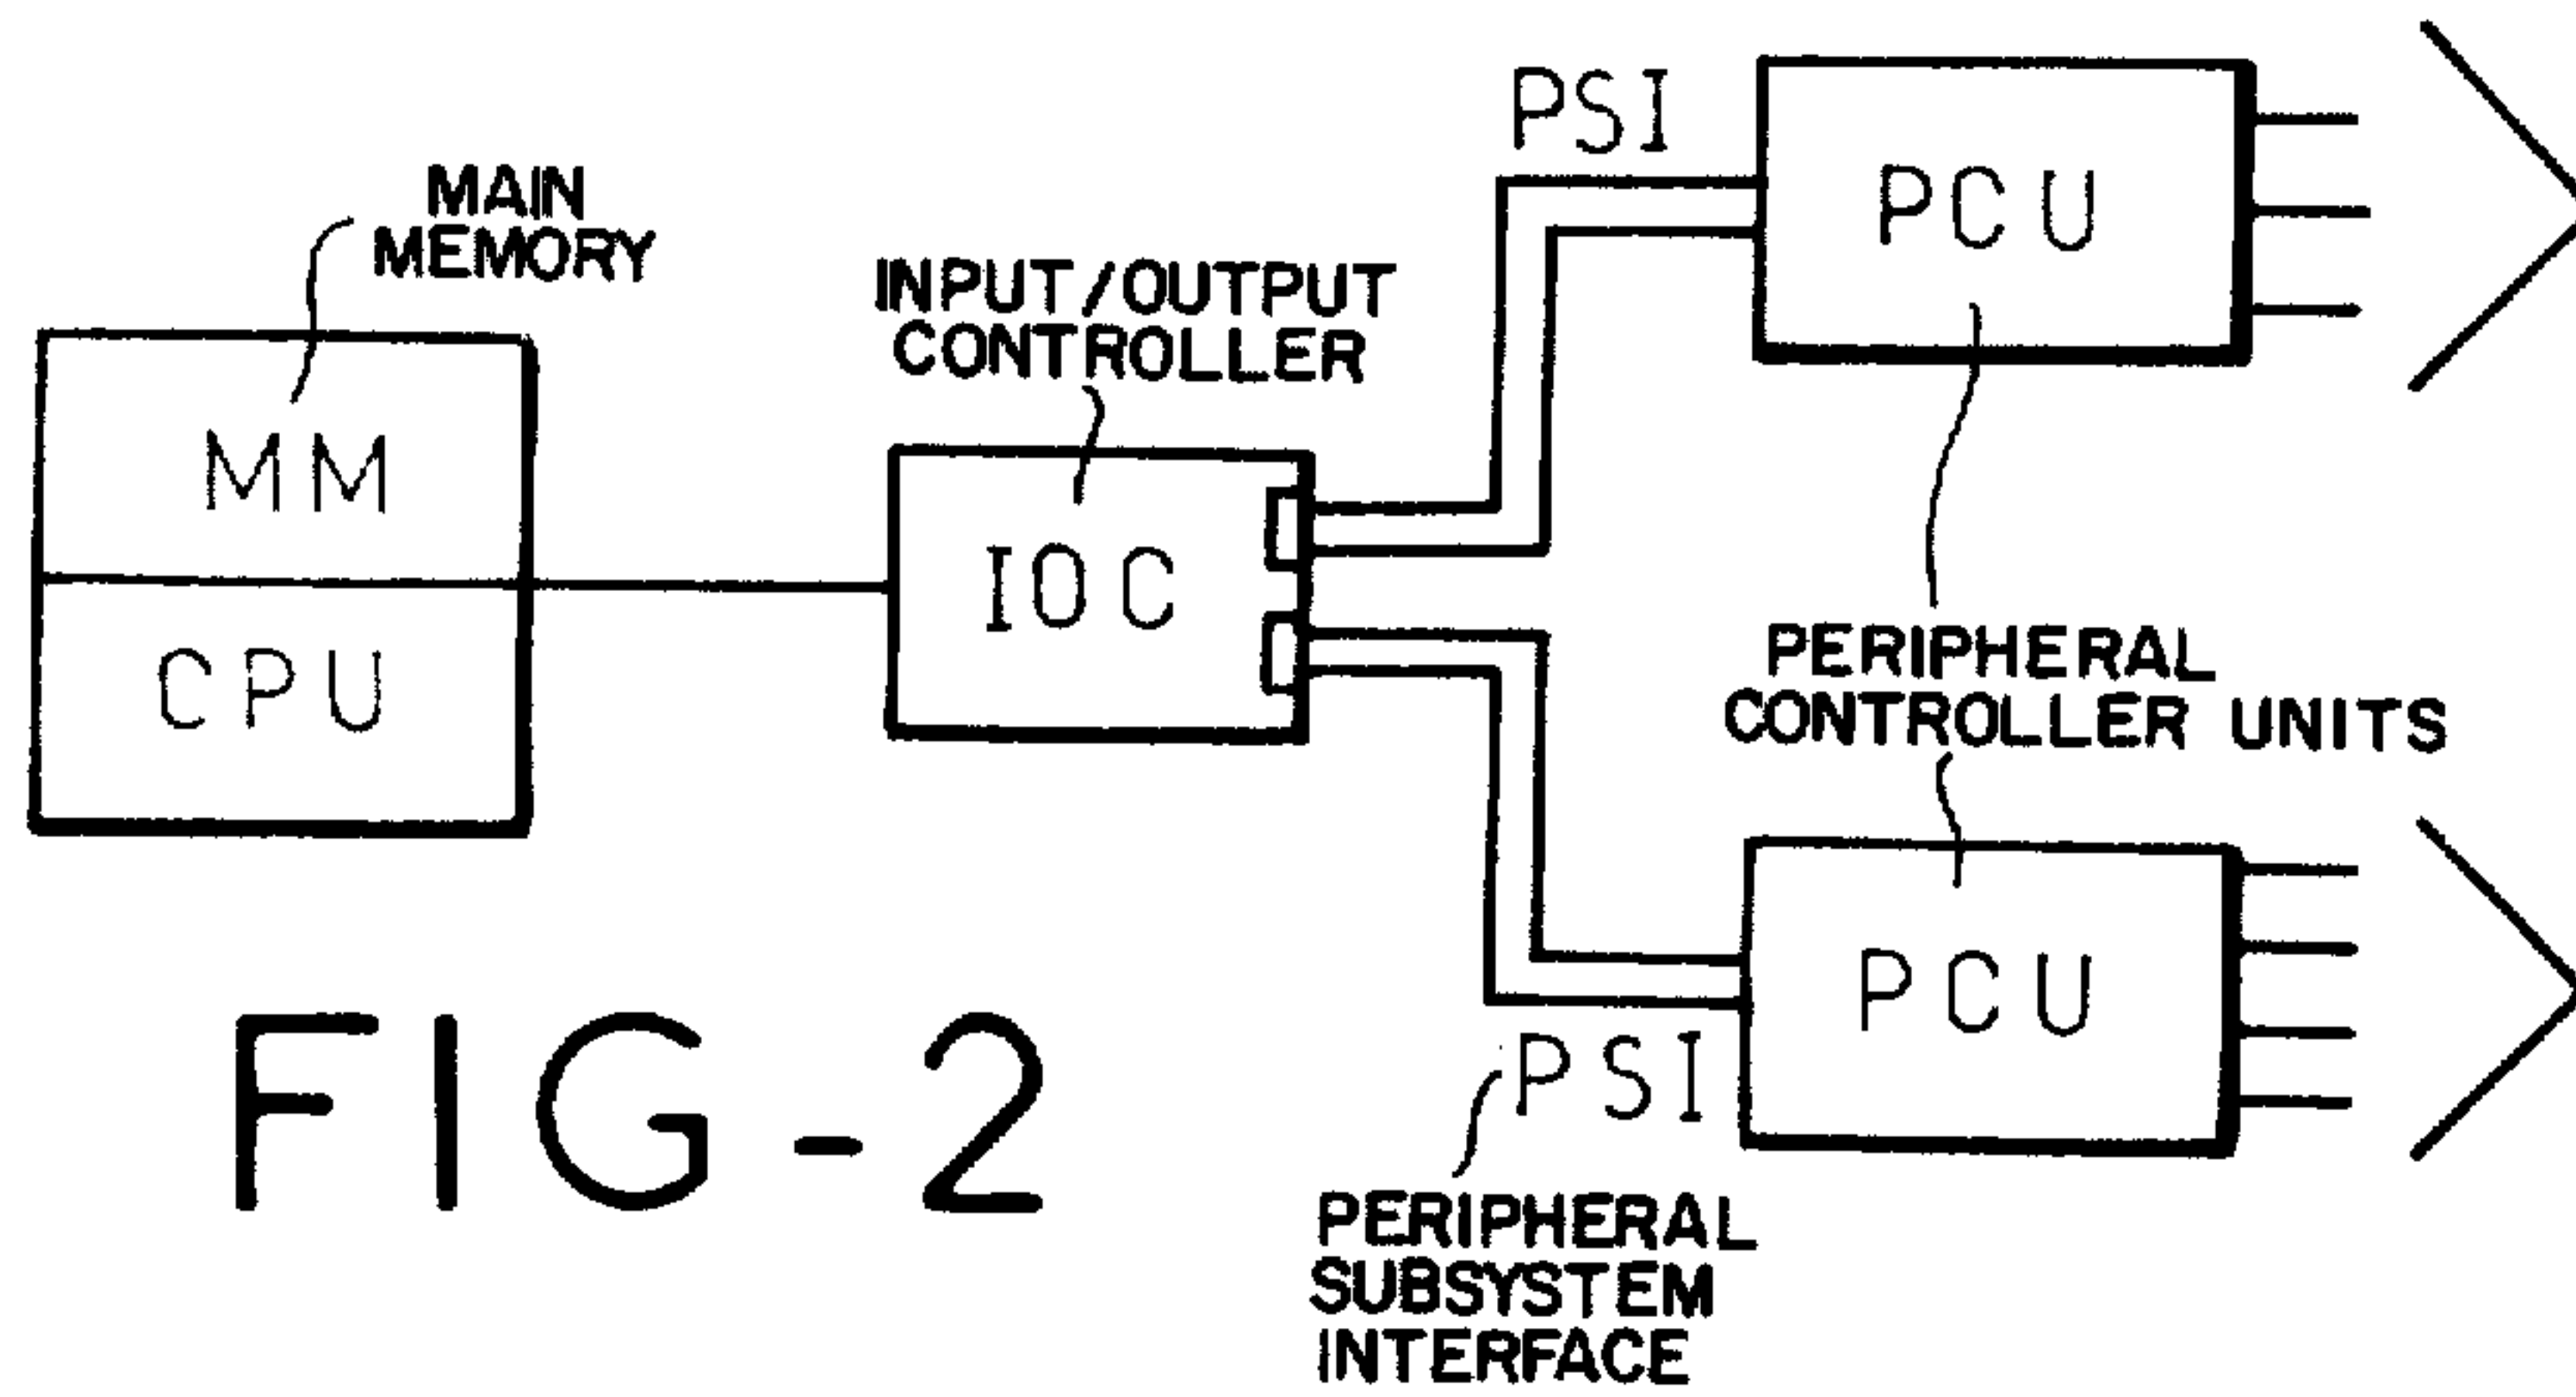 MAIN
MEMORY
MM
CPU
INPUT/OUTPUT
CONTROLLER
IOC
PSI
PCU
PERIPHERAL
CONTROLLER UNITS
PCU
PSI
PERIPHERAL
SUBSYSTEM
INTERFACE
FIG-2